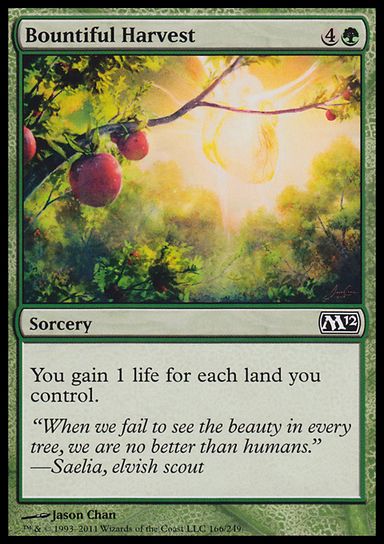 Bountiful Harvest 4
Sorcery M12
You gain 1 life for each land you
control.
“When we fail to see the beauty in every
tree, we are no better than humans.”
—Saelia, elvish scout
Jason Chan
™ & © 1993–2011 Wizards of the Coast LLC 166/249